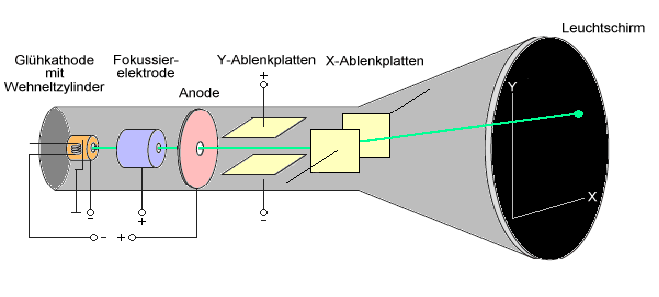 Leuchtschirm
Glühkathode
mit
Wehneltzylinder
Fokussier-
elektrode
Anode
Y-Ablenkplatten
X-Ablenkplatten
+
Y
X
-
+
-
- +